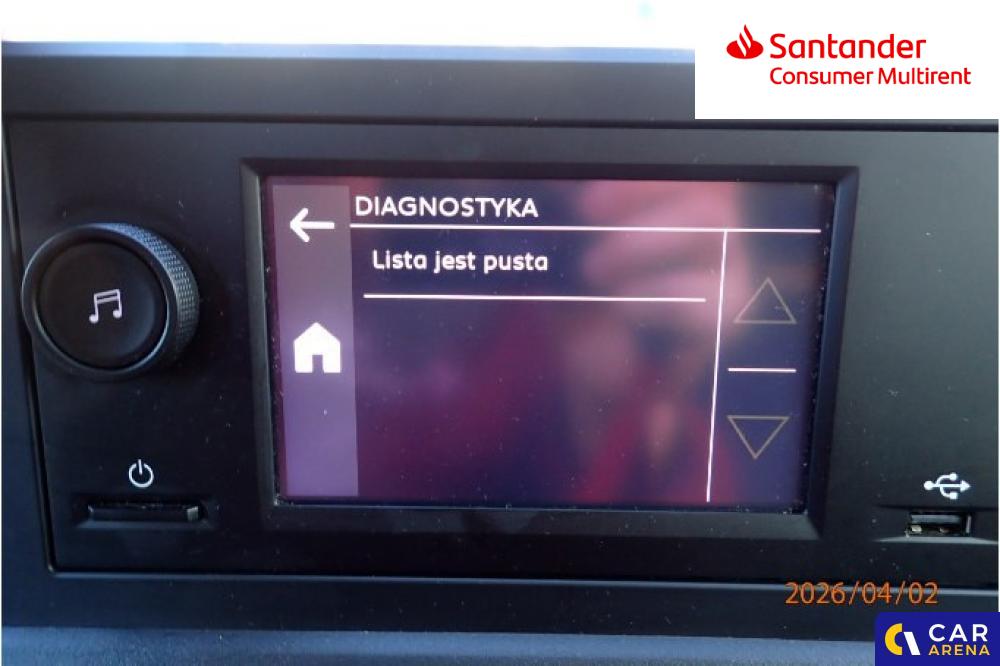 Santander
Consumer Multirent
DIAGNOSTYKA
Lista jest pusta
2026/04/02
CAR
ARENA